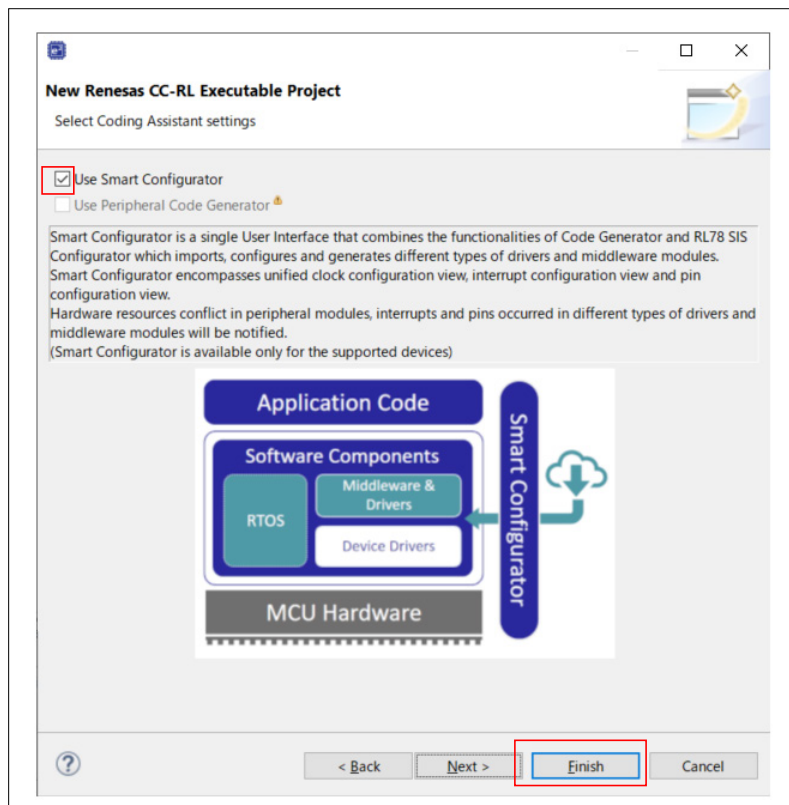 New Renesas CC-RL Executable Project
Select Coding Assistant settings
Use Smart Configurator
Use Peripheral Code Generator
Smart Configurator is a single User Interface that combines the functionalities of Code Generator and RL78 SIS
Configurator which imports, configures and generates different types of drivers and middleware modules.
Smart Configurator encompasses unified clock configuration view, interrupt configuration view and pin
configuration view.
Hardware resources conflict in peripheral modules, interrupts and pins occurred in different types of drivers and
middleware modules will be notified.
(Smart Configurator is available only for the supported devices)
Application Code
Software Components
RTOS
Middleware &
Drivers
Device Drivers
MCU Hardware
Smart Configurator
< Back
Next >
Finish
Cancel